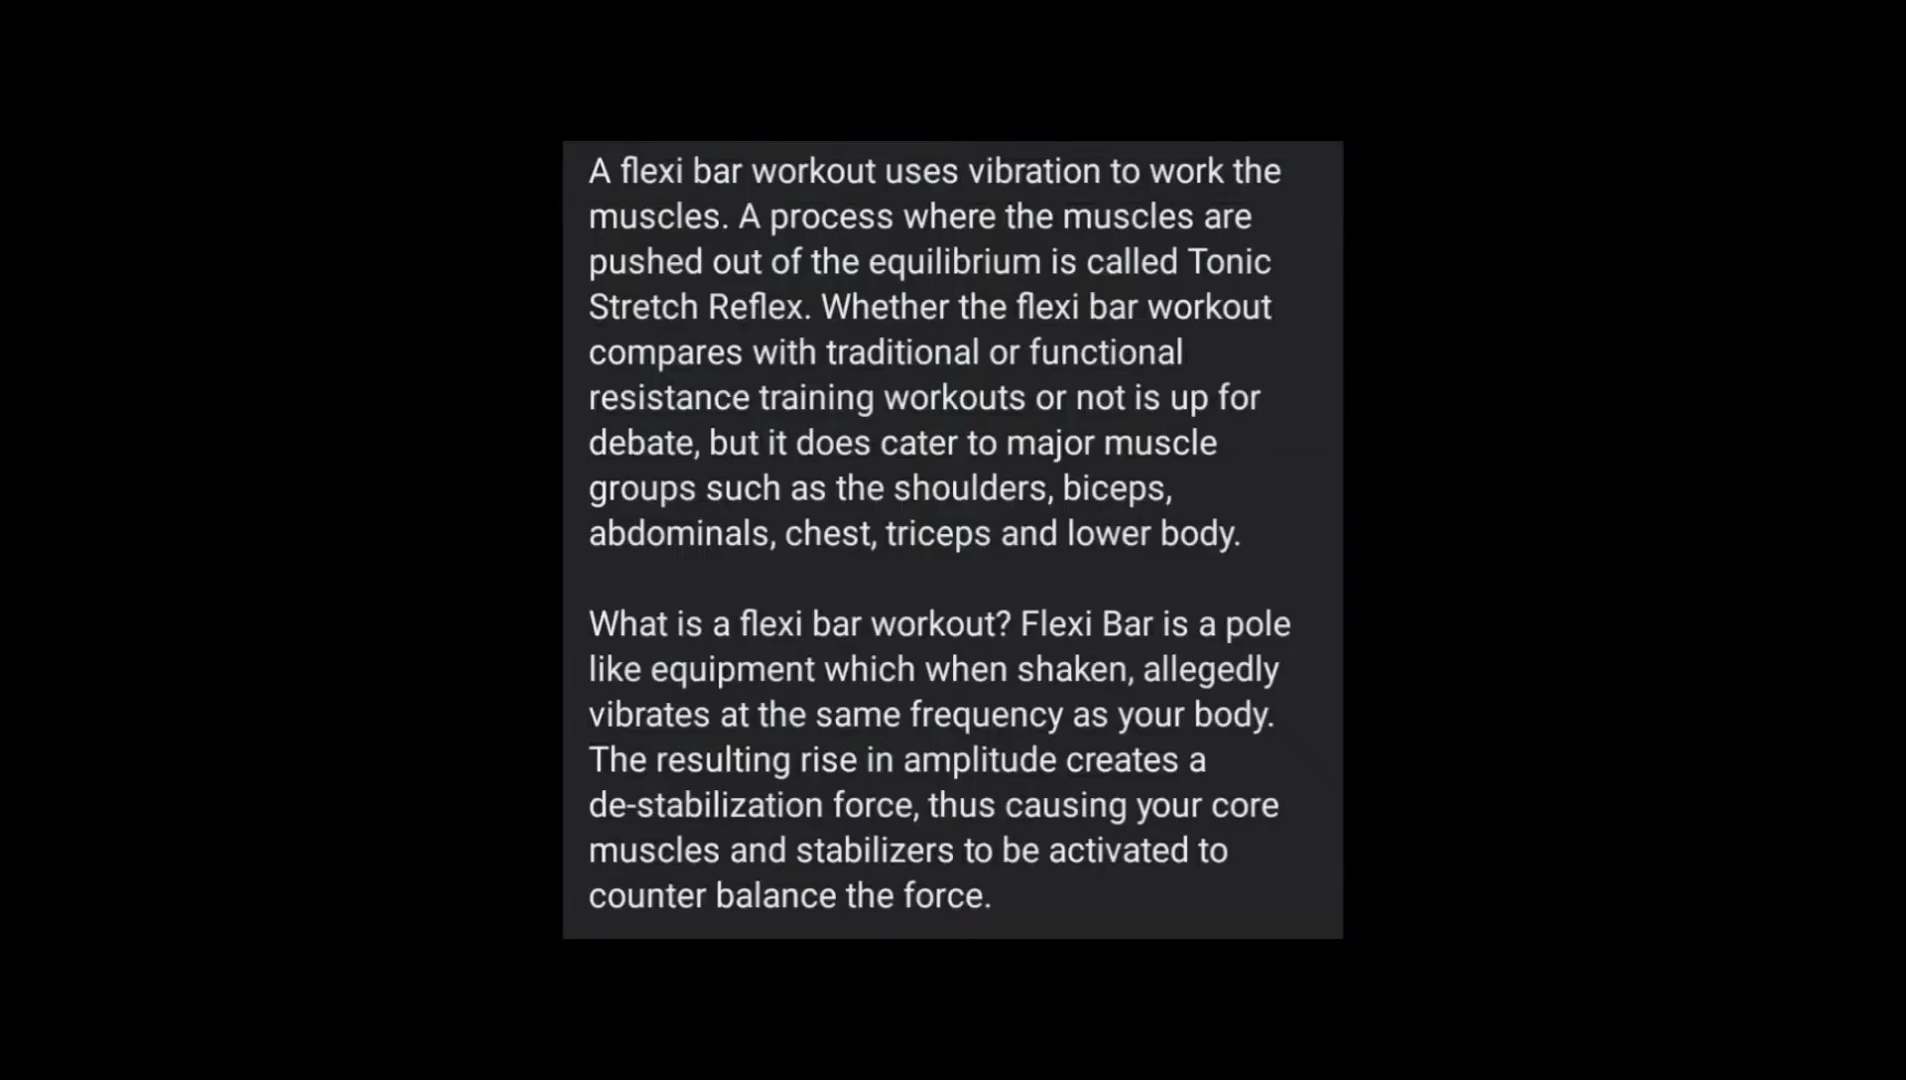 A flexi bar workout uses vibration to work the
muscles. A process where the muscles are
pushed out of the equilibrium is called Tonic
Stretch Reflex. Whether the flexi bar workout
compares with traditional or functional
resistance training workouts or not is up for
debate, but it does cater to major muscle
groups such as the shoulders, biceps,
abdominals, chest, triceps and lower body.
What is a flexi bar workout? Flexi Bar is a pole
like equipment which when shaken, allegedly
vibrates at the same frequency as your body.
The resulting rise in amplitude creates a
de-stabilization force, thus causing your core
muscles and stabilizers to be activated to
counter balance the force.